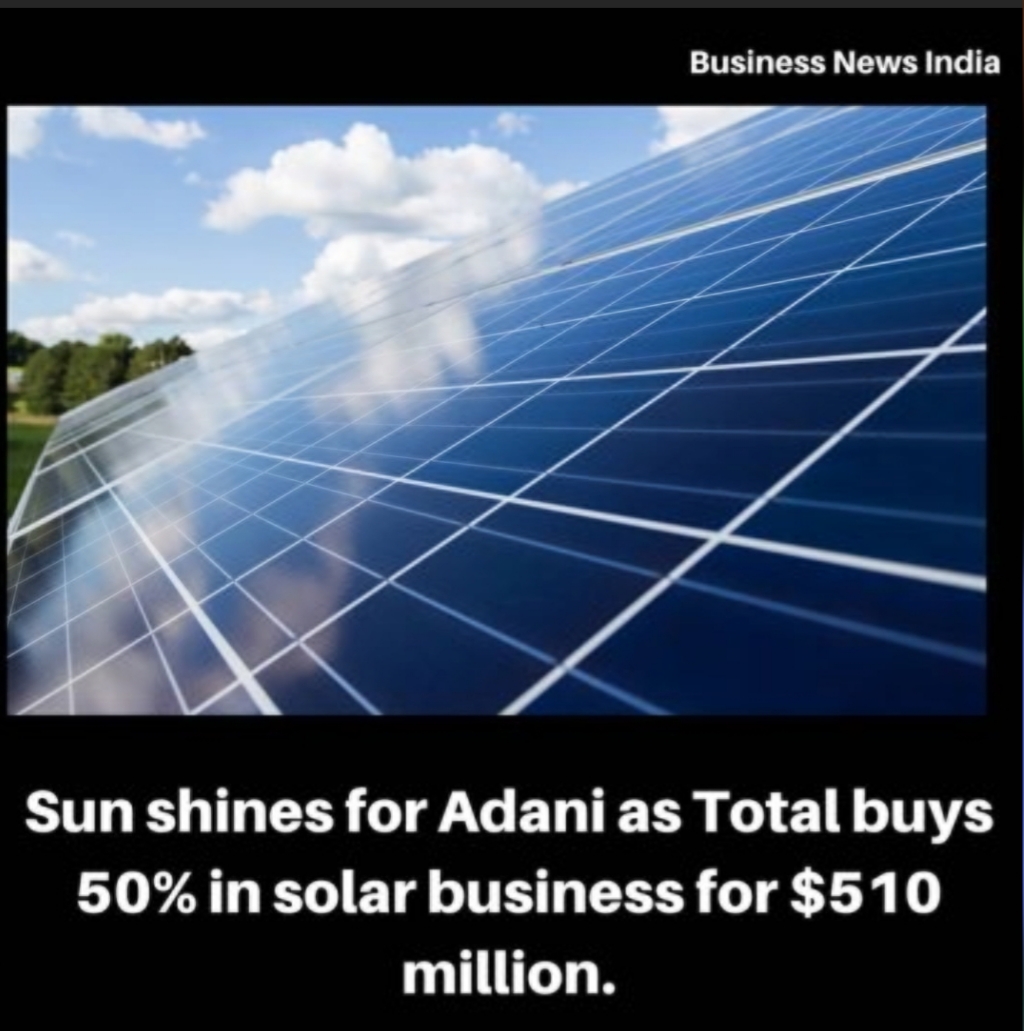 Business News India
Sun shines for Adani as Total buys
50% in solar business for $510
million.